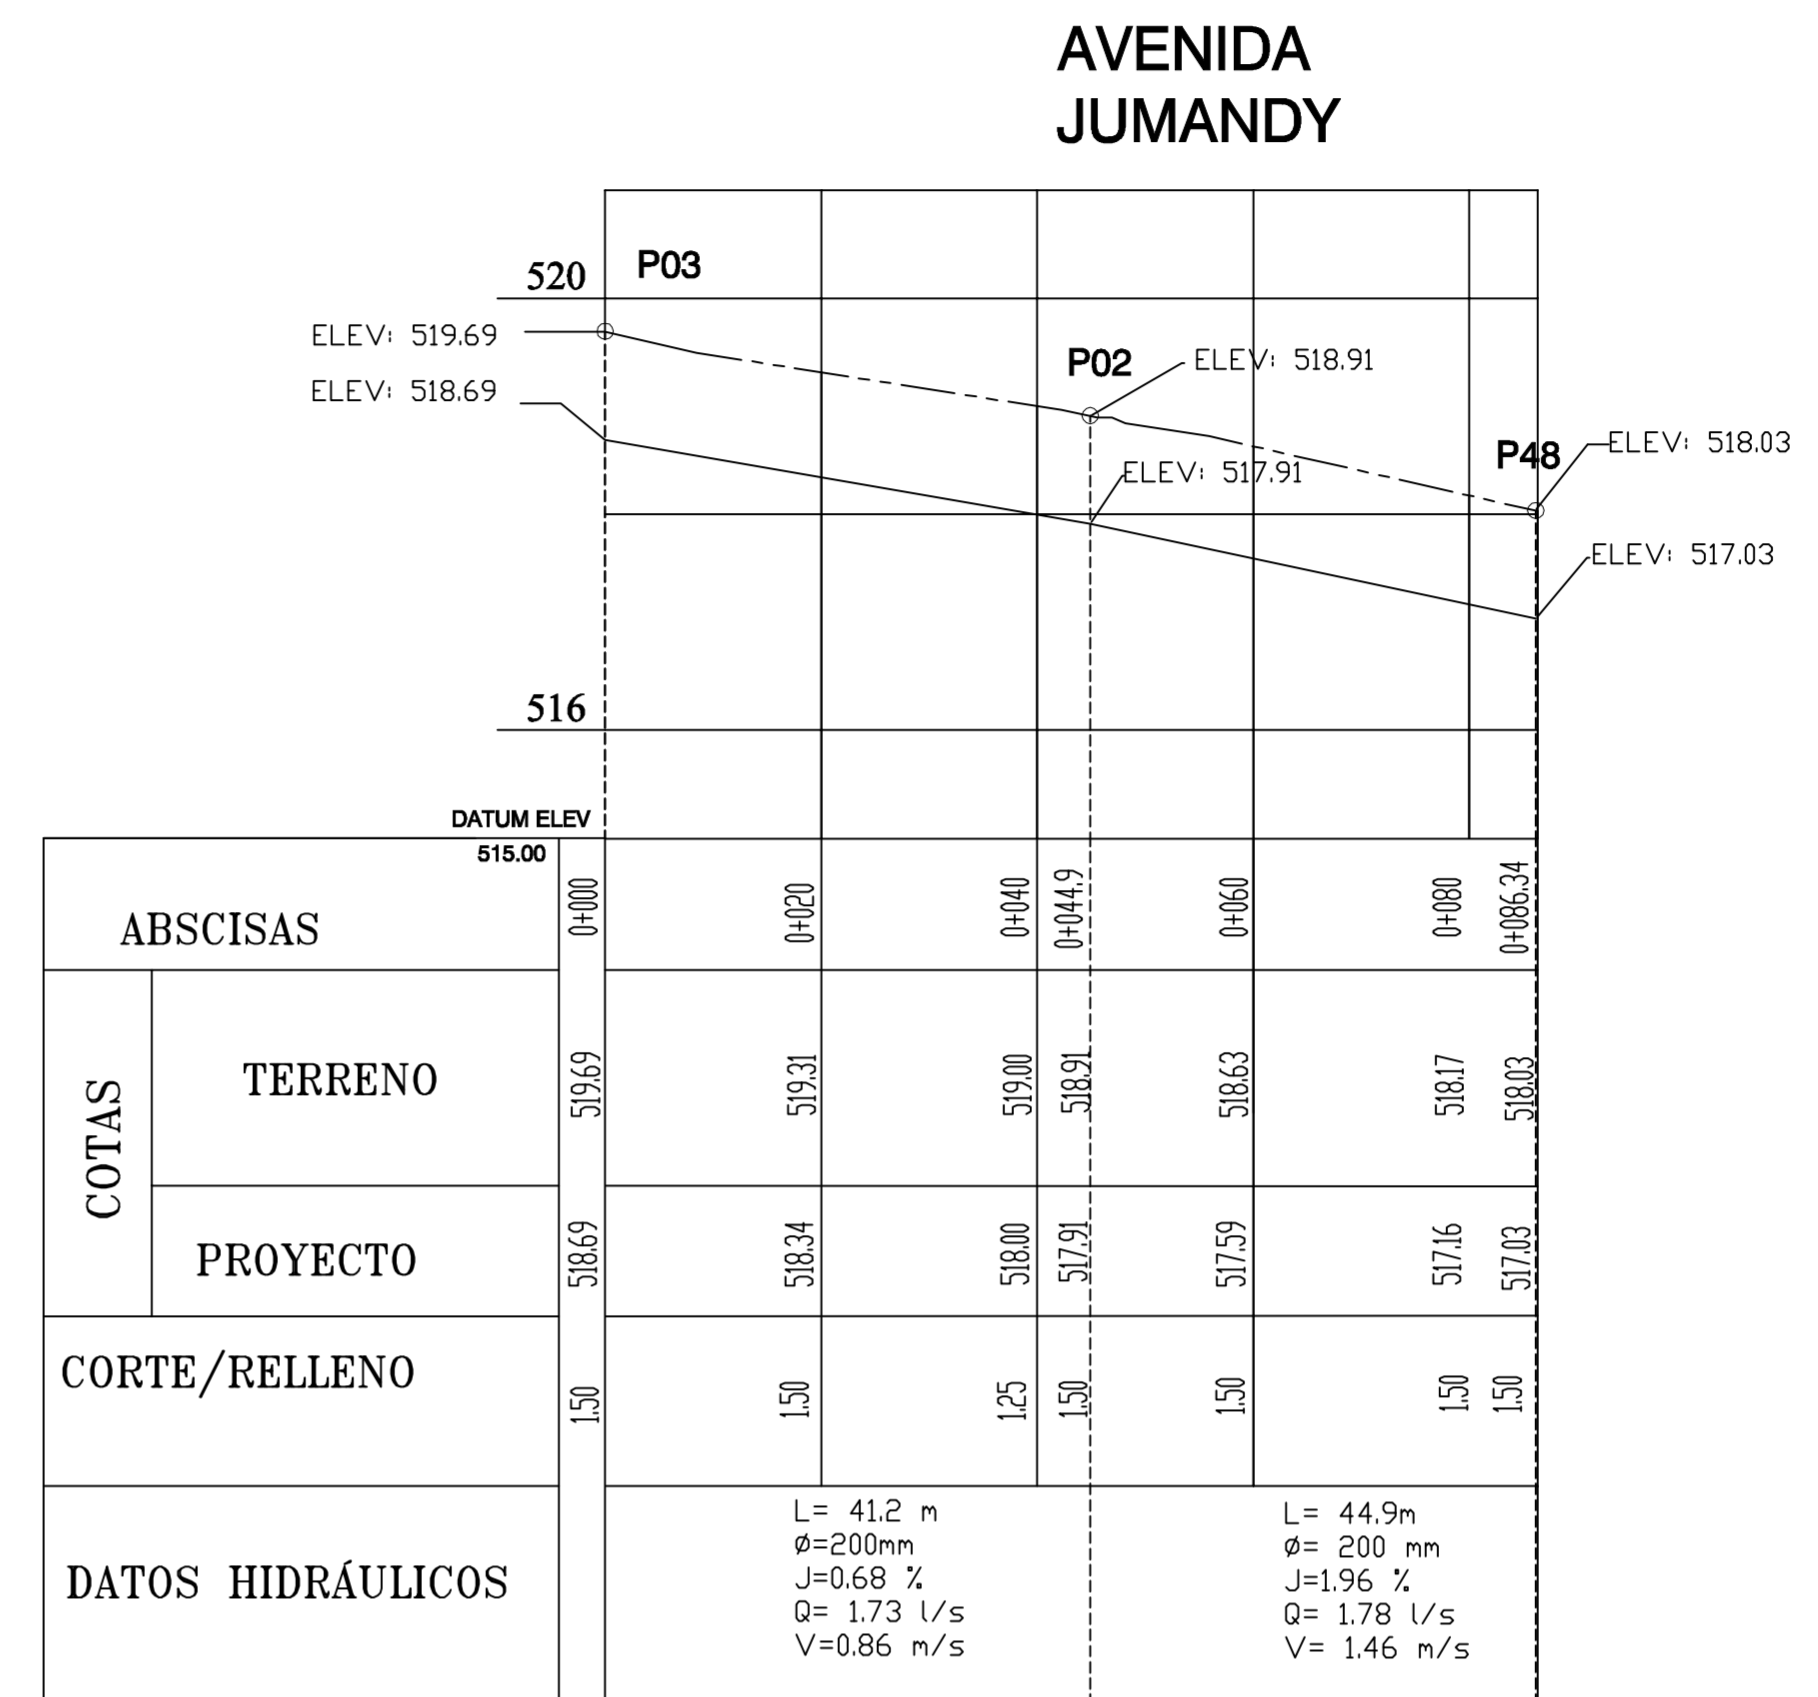 AVENIDA
JUMANDY
520
P03
ELEV: 519.69
ELEV: 518.69
P02
ELEV: 518.91
ELEV: 517.91
P48
ELEV: 518.03
ELEV: 517.03
516
DATUM ELEV
515.00
ABSCISAS
0+000
0+020
0+040
0+044.9
0+060
0+080
0+086.34
COTAS
TERRENO
519.69
519.31
519.00
518.91
518.63
518.17
518.03
PROYECTO
518.69
518.34
518.00
517.91
517.59
517.16
517.03
CORTE/RELLENO
1.50
1.50
1.25
1.50
1.50
1.50
1.50
DATOS HIDRÁULICOS
L= 41.2 m
ø=200mm
J=0.68 %
Q= 1.73 l/s
V=0.86 m/s
L= 44.9m
ø= 200 mm
J=1.96 %
Q= 1.78 l/s
V= 1.46 m/s